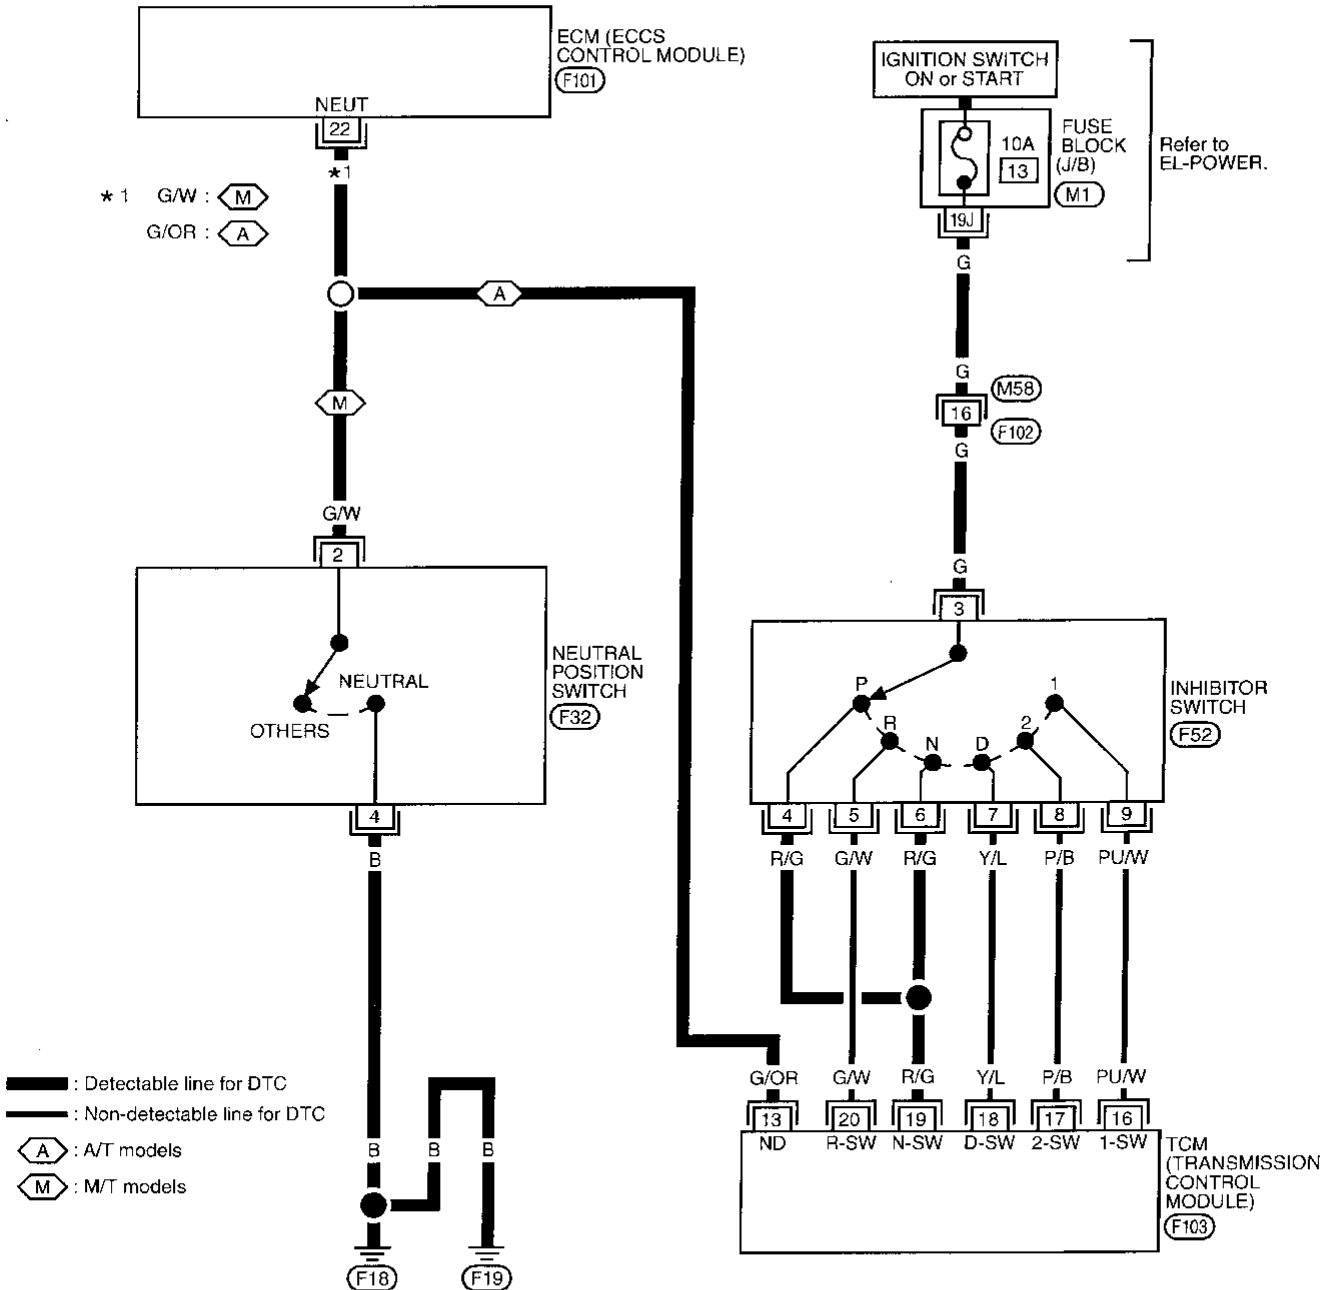 ECM (ECCS
CONTROL MODULE)
F101
NEUT
22
*1
* 1 G/W : M
G/OR : A
A
M
G/W
2
NEUTRAL
OTHERS
NEUTRAL
POSITION
SWITCH
F32
4
B
B B B
F18 F19
: Detectable line for DTC
: Non-detectable line for DTC
A : A/T models
M : M/T models
IGNITION SWITCH
ON or START
10A
13
FUSE
BLOCK
(J/B)
M1
Refer to
EL-POWER.
19J
G
G
M58
16
F102
G
G
3
P R N D 2 1
INHIBITOR
SWITCH
F52
4 5 6 7 8 9
R/G G/W R/G Y/L P/B PU/W
G/OR G/W R/G Y/L P/B PU/W
13 20 19 18 17 16
ND R-SW N-SW D-SW 2-SW 1-SW
TCM
(TRANSMISSION
CONTROL
MODULE)
F103